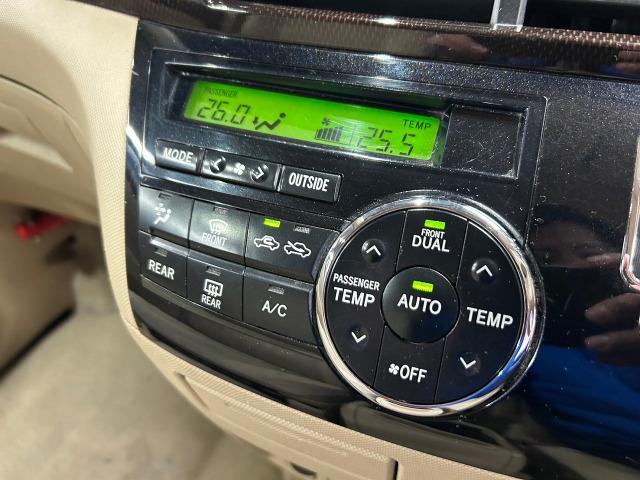 PASSENGER
26.0
TEMP
25.5
MODE
OUTSIDE
FRONT
REAR
REAR
A/C
FRONT
DUAL
PASSENGER
TEMP
AUTO
TEMP
OFF